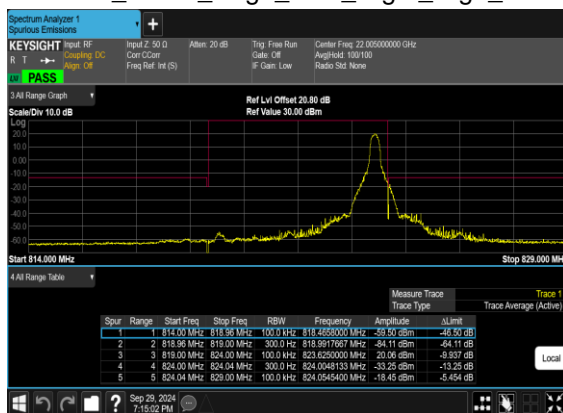 Spectrum Analyzer 1
Spurious Emissions
+
KEYSIGHT Input: RF Input Z: 50 Ω Atten: 20 dB Trig: Free Run Center Freq: 22.005000000 GHz
R T Coupling: DC Corr CCorr Gate: Off Avg|Hold: 100/100
Align: Off Freq Ref: Int (S) IF Gain: Low Radio Std: None
PASS
3 All Range Graph
Ref Lvl Offset 20.80 dB
Scale/Div 10.0 dB Ref Value 30.00 dBm
Log
20.0
10.0
0.00
-10.0
-20.0
-30.0
-40.0
-50.0
-60.0
Start 814.000 MHz Stop 829.000 MH
4 All Range Table
Measure Trace Trace 1
Trace Type Trace Average (Active)
Spur Range Start Freq Stop Freq RBW Frequency Amplitude ΔLimit
1 1 814.00 MHz 818.96 MHz 100.0 kHz 818.4658000 MHz -59.50 dBm -46.50 dB
2 2 818.96 MHz 819.00 MHz 300.0 Hz 818.9917667 MHz -84.11 dBm -64.11 dB
3 3 819.00 MHz 824.00 MHz 100.0 kHz 823.6250000 MHz 20.06 dBm -9.937 dB
4 4 824.00 MHz 824.04 MHz 300.0 Hz 824.0048133 MHz -33.25 dBm -13.25 dB
5 5 824.04 MHz 829.00 MHz 100.0 kHz 824.0545400 MHz -18.45 dBm -5.454 dB
Local
Sep 29, 2024
7:15:02 PM